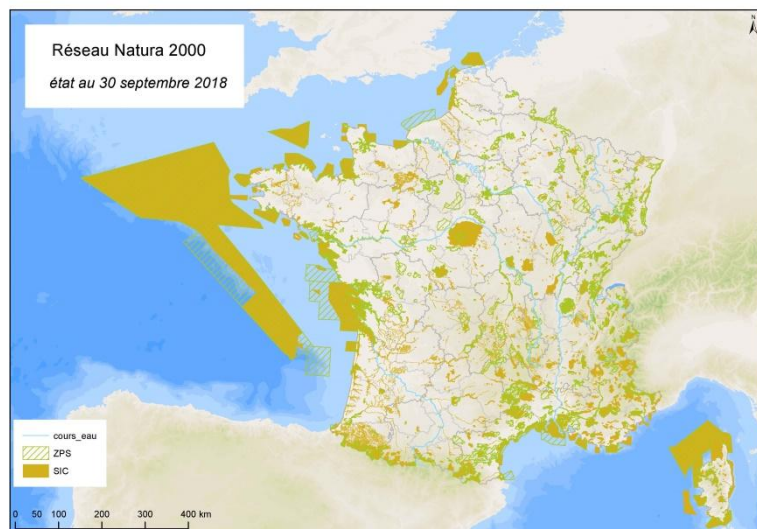 Réseau Natura 2000
état au 30 septembre 2018
N
cours_eau
ZPS
SIC
0 50 100 200 300 400 km